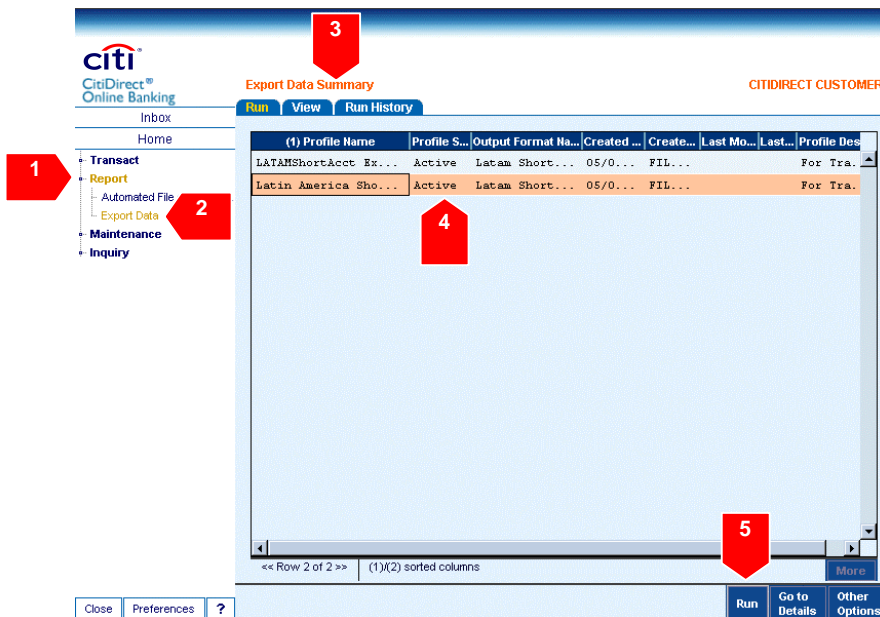 3
citi
CitiDirect®
Online Banking
Export Data Summary
CITIDIRECT CUSTOMER
Run View Run History
Inbox
Home
(1) Profile Name Profile S... Output Format Na... Created ... Create... Last Mo... Last... Profile Des
1
Transact
LATAMShortAcct Ex... Active Latam Short... 05/0... FIL... For Tra.
Report
Latin America Sho... Active Latam Short... 05/0... FIL... For Tra.
Automated File
2
Export Data
4
Maintenance
Inquiry
5
<< Row 2 of 2 >> (1)/(2) sorted columns
More
Close Preferences ?
Run Go to Details Other Options